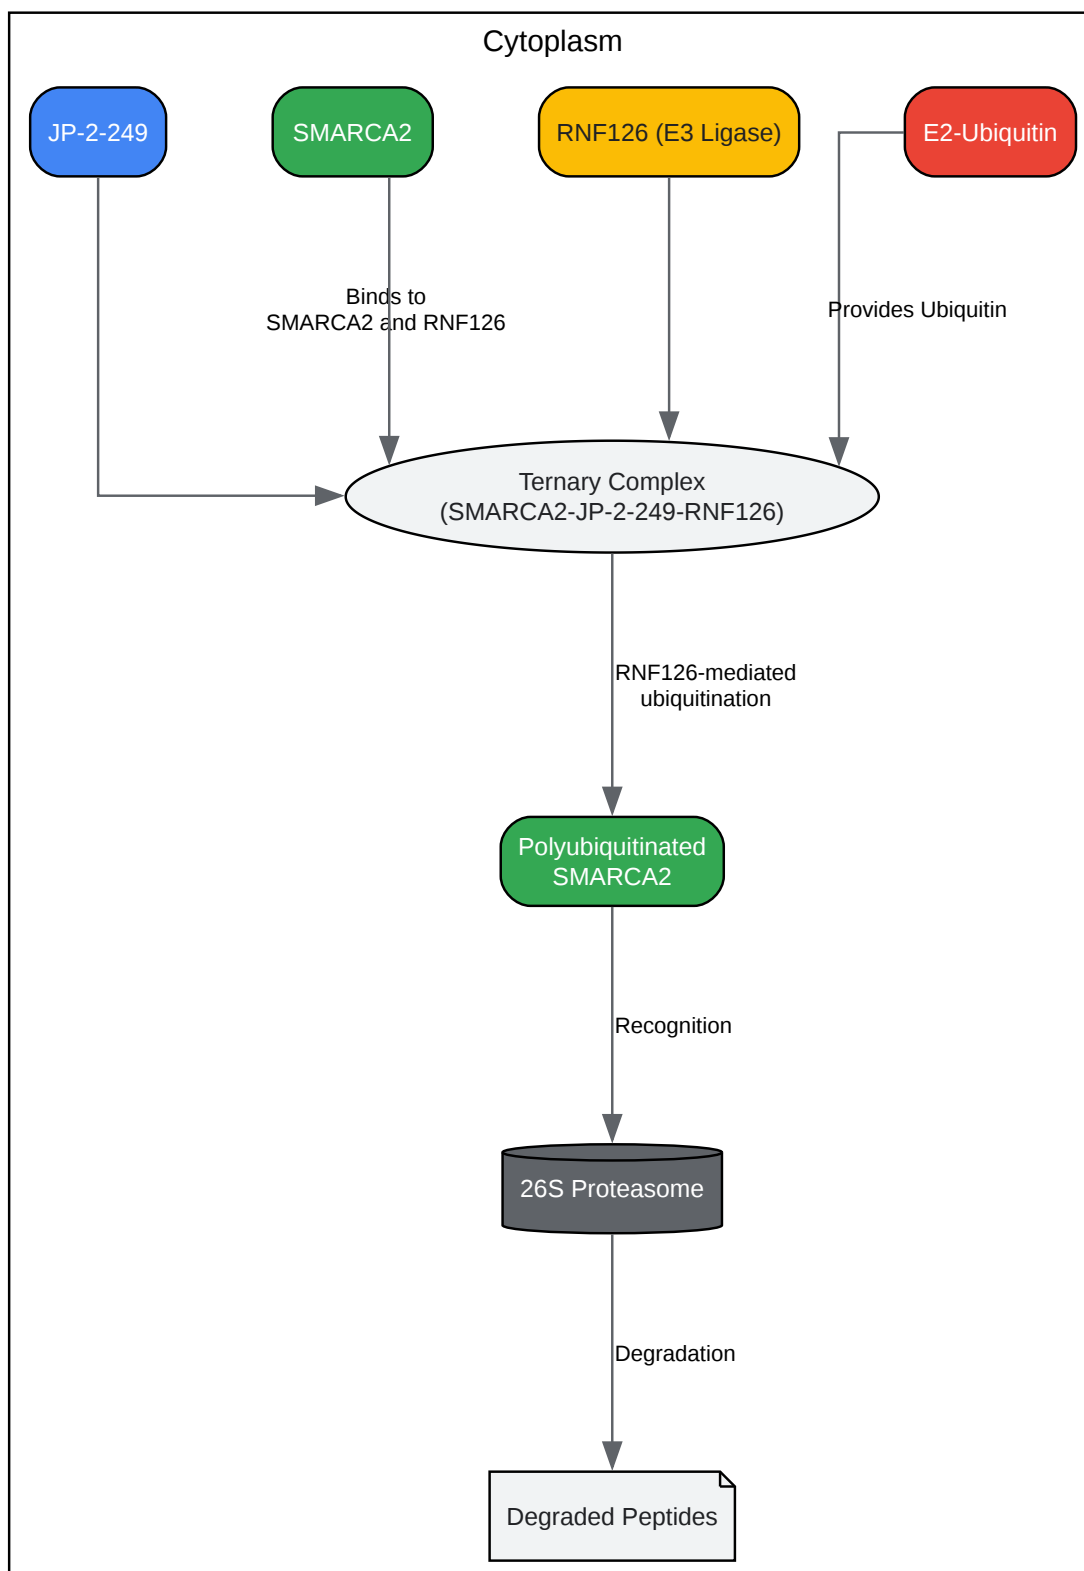 Cytoplasm
JP-2-249
SMARCA2
RNF126 (E3 Ligase)
E2-Ubiquitin
Binds to
SMARCA2 and RNF126
Provides Ubiquitin
Ternary Complex
(SMARCA2-JP-2-249-RNF126)
RNF126-mediated
ubiquitination
Polyubiquitinated
SMARCA2
Recognition
26S Proteasome
Degradation
Degraded Peptides